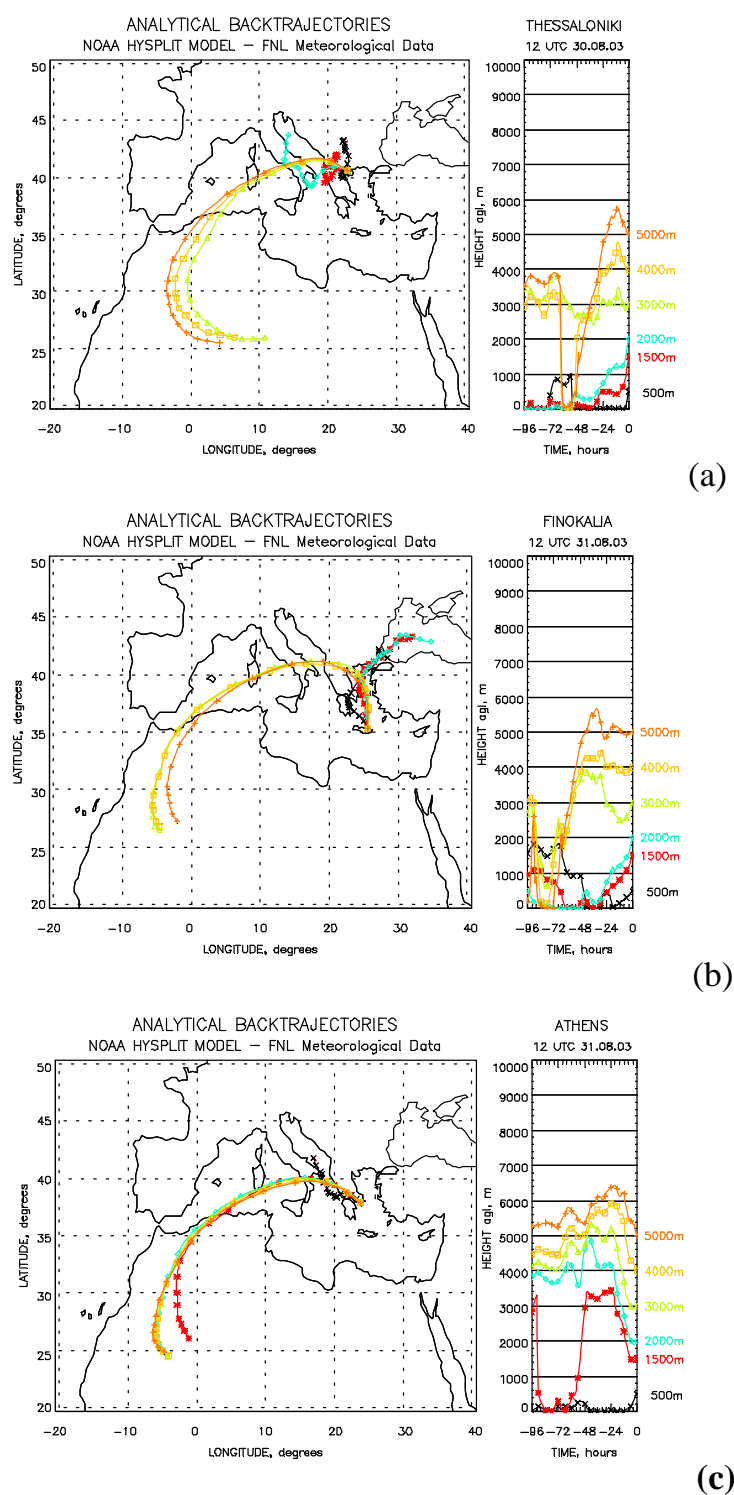 ANALYTICAL BACKTRAJECTORIES
NOAA HYSPLIT MODEL – FNL Meteorological Data
THESSALONIKI
12 UTC 30.08.03
50
45
40
35
30
25
20
LATITUDE, degrees
−20 −10 0 10 20 30 40
LONGITUDE, degrees
10000
9000
8000
7000
6000
5000
4000
3000
2000
1000
0
HEIGHT agl, m
5000m
4000m
3000m
2000m
1500m
500m
−96 −72 −48 −24 0
TIME, hours
(a)
ANALYTICAL BACKTRAJECTORIES
NOAA HYSPLIT MODEL – FNL Meteorological Data
FINOKALIA
12 UTC 31.08.03
50
45
40
35
30
25
20
LATITUDE, degrees
−20 −10 0 10 20 30 40
LONGITUDE, degrees
10000
9000
8000
7000
6000
5000
4000
3000
2000
1000
0
HEIGHT agl, m
5000m
4000m
3000m
2000m
1500m
500m
−96 −72 −48 −24 0
TIME, hours
(b)
ANALYTICAL BACKTRAJECTORIES
NOAA HYSPLIT MODEL – FNL Meteorological Data
ATHENS
12 UTC 31.08.03
50
45
40
35
30
25
20
LATITUDE, degrees
−20 −10 0 10 20 30 40
LONGITUDE, degrees
10000
9000
8000
7000
6000
5000
4000
3000
2000
1000
0
HEIGHT agl, m
5000m
4000m
3000m
2000m
1500m
500m
−96 −72 −48 −24 0
TIME, hours
(c)